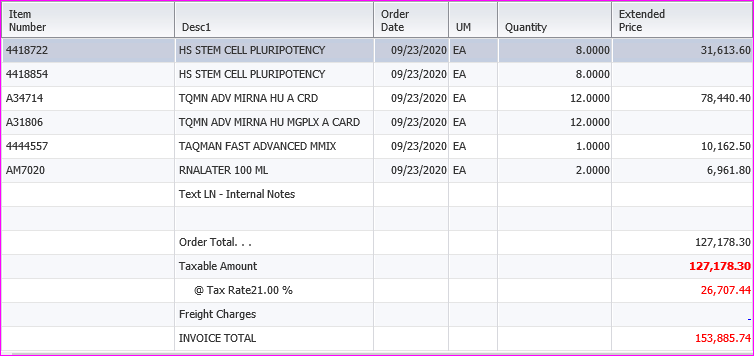 Item Number Desc1 Order Date UM Quantity Extended Price
4418722 HS STEM CELL PLURIPOTENCY 09/23/2020 EA 8.0000 31,613.60
4418854 HS STEM CELL PLURIPOTENCY 09/23/2020 EA 8.0000
A34714 TQMN ADV MIRNA HU A CRD 09/23/2020 EA 12.0000 78,440.40
A31806 TQMN ADV MIRNA HU MGPLX A CARD 09/23/2020 EA 12.0000
4444557 TAQMAN FAST ADVANCED MMIX 09/23/2020 EA 1.0000 10,162.50
AM7020 RNALATER 100 ML 09/23/2020 EA 2.0000 6,961.80
Text LN - Internal Notes
Order Total. . . 127,178.30
Taxable Amount 127,178.30
@ Tax Rate21.00 % 26,707.44
Freight Charges -
INVOICE TOTAL 153,885.74